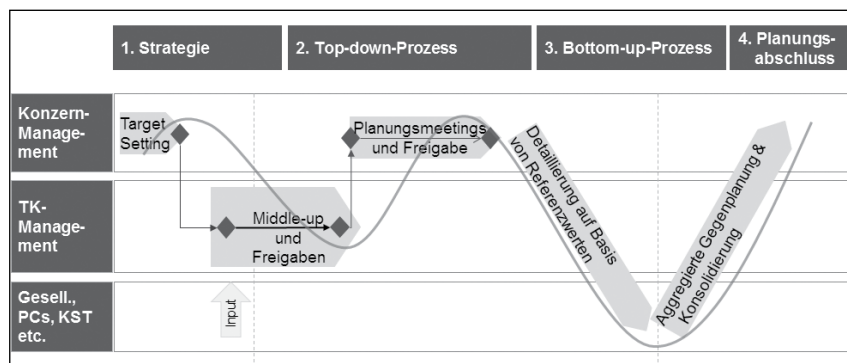 1. Strategie
2. Top-down-Prozess
3. Bottom-up-Prozess
4. Planungs-
abschluss
Konzern-
Manage-
ment
Target
Setting
Planungsmeetings
und Freigabe
Detaillierung auf Basis
von Referenzwerten
Aggregierte Gegenplanung &
Konsolidierung
TK-
Manage-
ment
Middle-up
und
Freigaben
Gesell.,
PCs, KST
etc.
Input